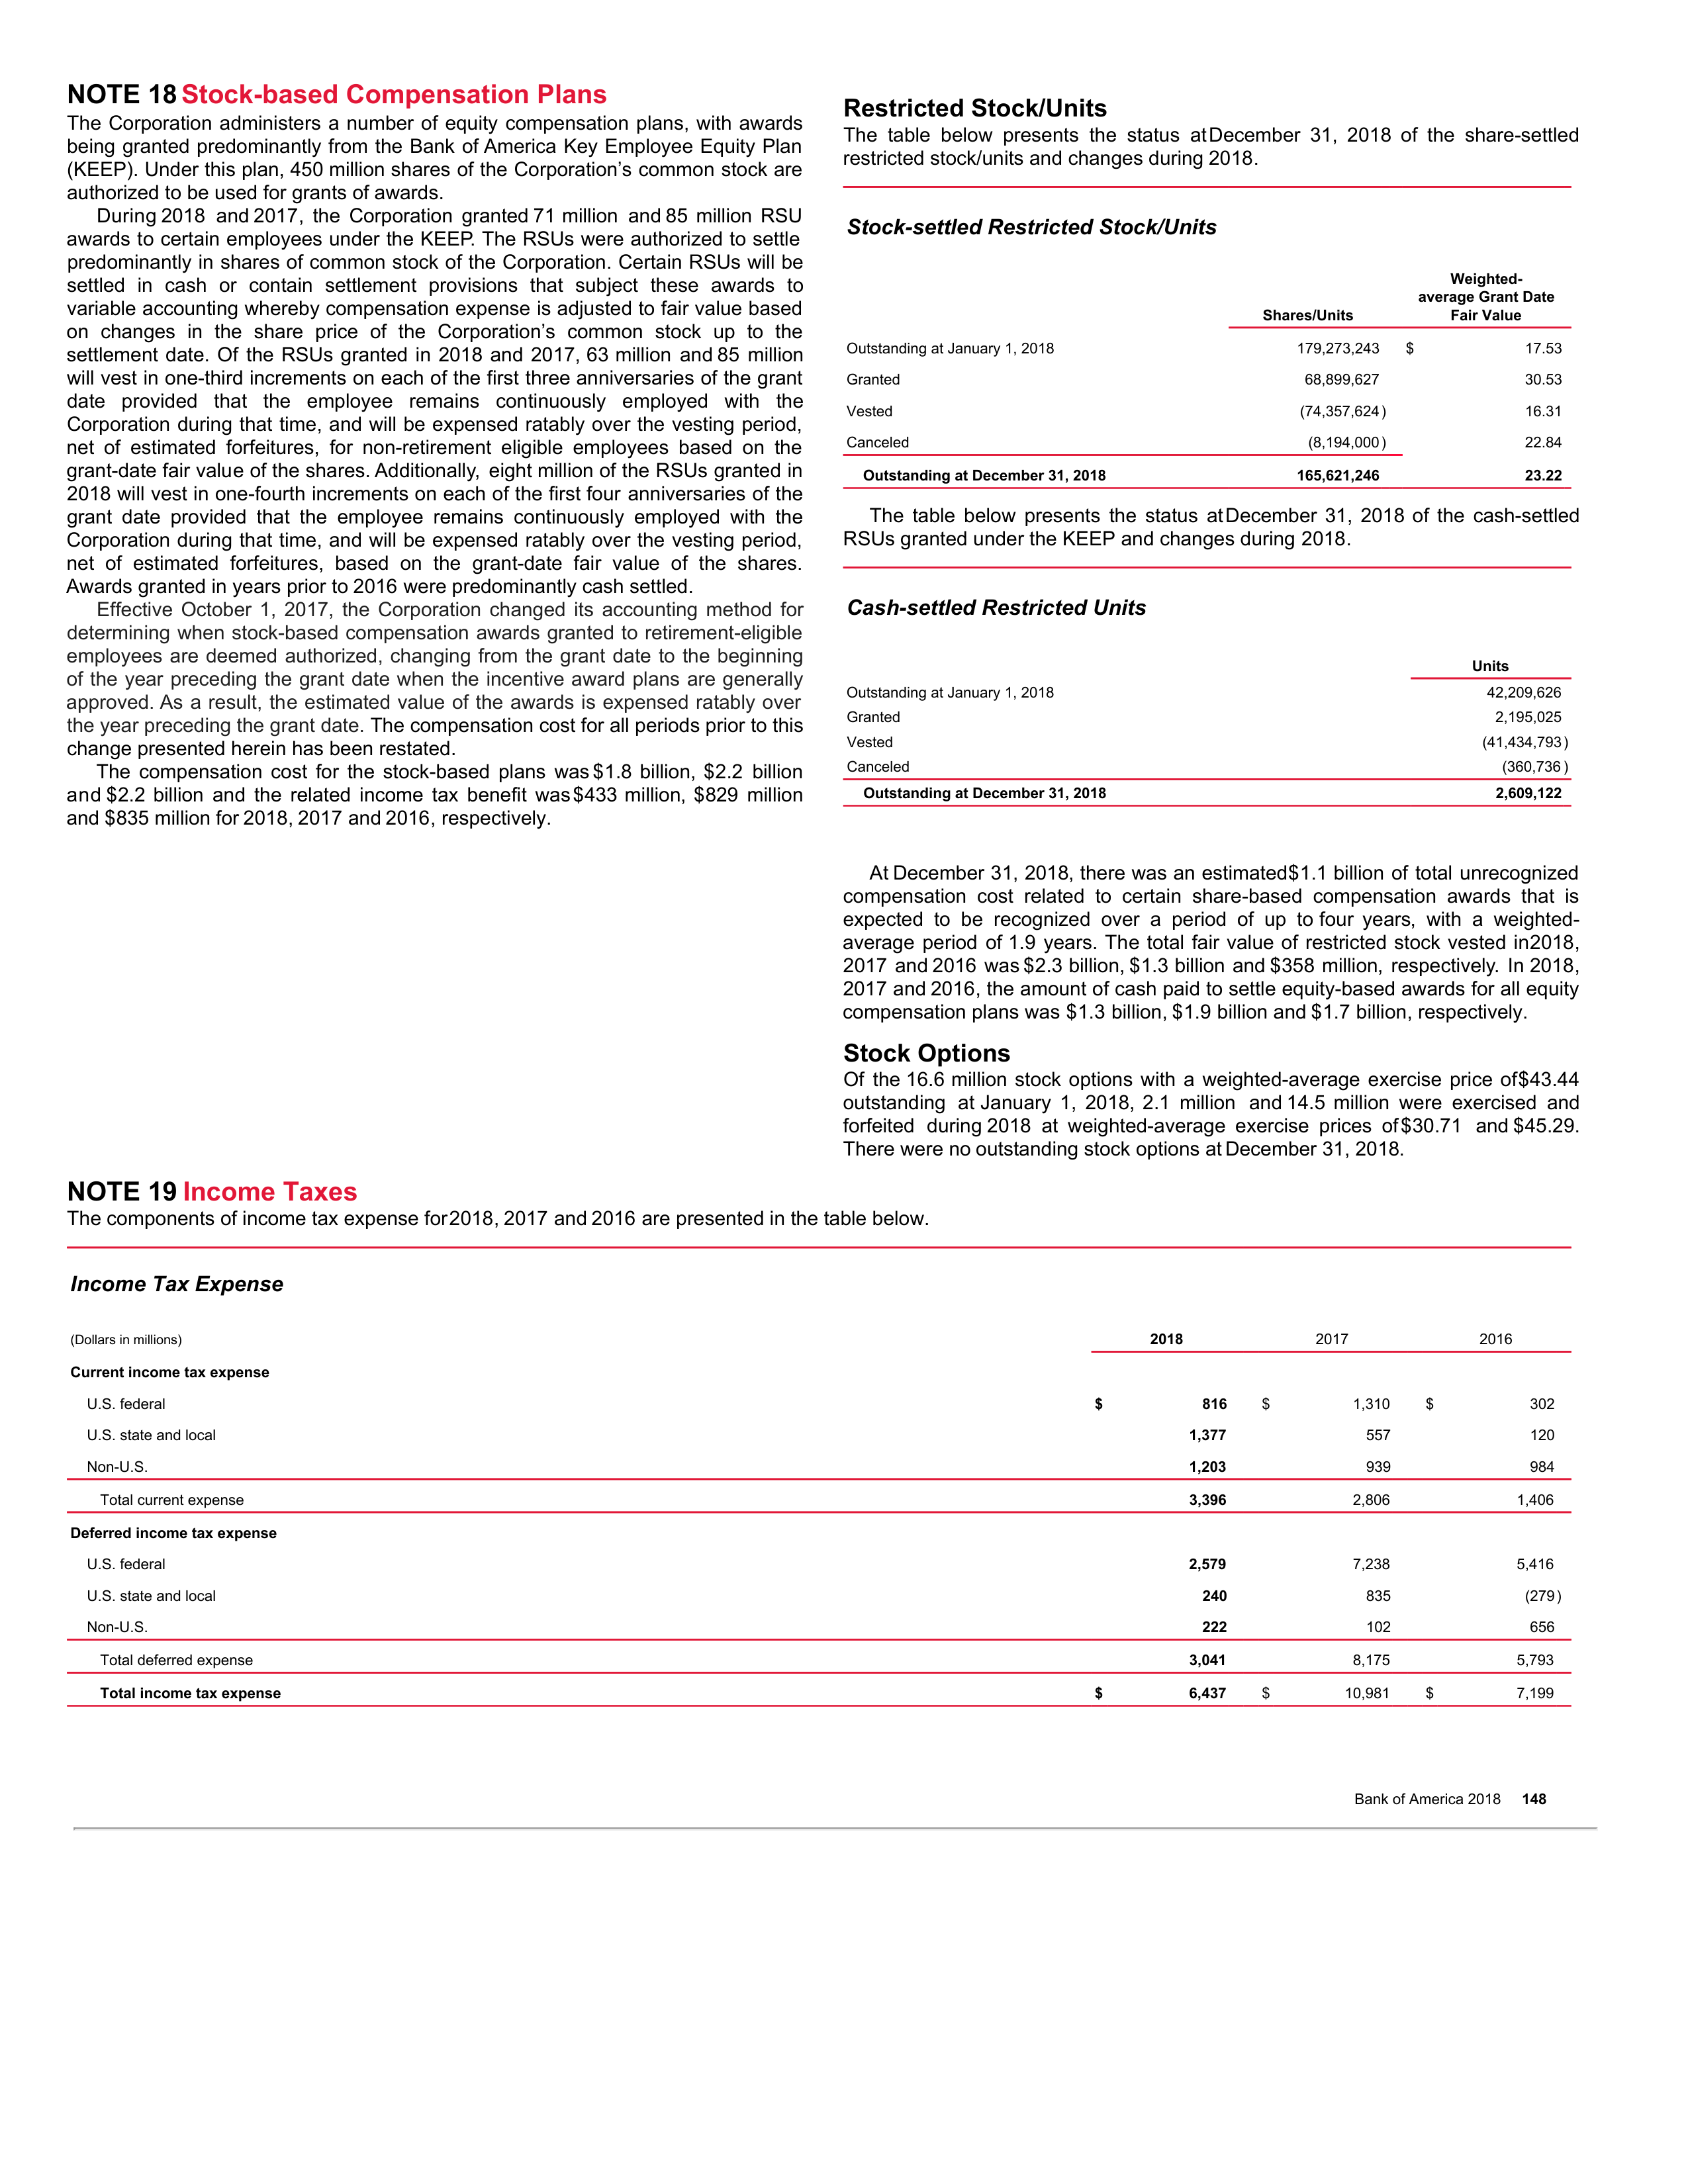 NOTE 18 Stock-based Compensation Plans
The Corporation administers a number of equity compensation plans, with awards
being granted predominantly from the Bank of America Key Employee Equity Plan
(KEEP). Under this plan, 450 million shares of the Corporation's common stock are
authorized to be used for grants of awards.
During 2018 and 2017, the Corporation granted 71 million and 85 million RSU
awards to certain employees under the KEEP. The RSUs were authorized to settle
predominantly in shares of common stock of the Corporation. Certain RSUs will be
settled in cash or contain settlement provisions that subject these awards to
variable accounting whereby compensation expense is adjusted to fair value based
on changes in the share price of the Corporation's common stock up to the
settlement date. Of the RSUs granted in 2018 and 2017, 63 million and 85 million
will vest in one-third increments on each of the first three anniversaries of the grant
date provided that the employee remains continuously employed with the
Corporation during that time, and will be expensed ratably over the vesting period,
net of estimated forfeitures, for non-retirement eligible employees based on the
grant-date fair value of the shares. Additionally, eight million of the RSUs granted in
2018 will vest in one-fourth increments on each of the first four anniversaries of the
grant date provided that the employee remains continuously employed with the
Corporation during that time, and will be expensed ratably over the vesting period,
net of estimated forfeitures, based on the grant-date fair value of the shares.
Awards granted in years prior to 2016 were predominantly cash settled.
Effective October 1, 2017, the Corporation changed its accounting method for
determining when stock-based compensation awards granted to retirement-eligible
employees are deemed authorized, changing from the grant date to the beginning
of the year preceding the grant date when the incentive award plans are generally
approved. As a result, the estimated value of the awards is expensed ratably over
the year preceding the grant date. The compensation cost for all periods prior to this
change presented herein has been restated.
The compensation cost for the stock-based plans was $1.8 billion, $2.2 billion
and $2.2 billion and the related income tax benefit was $433 million, $829 million
and $835 million for 2018, 2017 and 2016, respectively.
Restricted Stock/Units
The table below presents the status at December 31, 2018 of the share-settled
restricted stock/units and changes during 2018.
Stock-settled Restricted Stock/Units
Weighted-
average Grant Date
Shares/Units Fair Value
Outstanding at January 1, 2018 179,273,243 $ 17.53
Granted 68,899,627 30.53
Vested (74,357,624) 16.31
Canceled (8,194,000) 22.84
Outstanding at December 31, 2018 165,621,246 23.22
The table below presents the status at December 31, 2018 of the cash-settled
RSUs granted under the KEEP and changes during 2018.
Cash-settled Restricted Units
Units
Outstanding at January 1, 2018 42,209,626
Granted 2,195,025
Vested (41,434,793)
Canceled (360,736)
Outstanding at December 31, 2018 2,609,122
At December 31, 2018, there was an estimated $1.1 billion of total unrecognized
compensation cost related to certain share-based compensation awards that is
expected to be recognized over a period of up to four years, with a weighted-
average period of 1.9 years. The total fair value of restricted stock vested in 2018,
2017 and 2016 was $2.3 billion, $1.3 billion and $358 million, respectively. In 2018,
2017 and 2016, the amount of cash paid to settle equity-based awards for all equity
compensation plans was $1.3 billion, $1.9 billion and $1.7 billion, respectively.
Stock Options
Of the 16.6 million stock options with a weighted-average exercise price of $43.44
outstanding at January 1, 2018, 2.1 million and 14.5 million were exercised and
forfeited during 2018 at weighted-average exercise prices of $30.71 and $45.29.
There were no outstanding stock options at December 31, 2018.
NOTE 19 Income Taxes
The components of income tax expense for 2018, 2017 and 2016 are presented in the table below.
Income Tax Expense
(Dollars in millions) 2018 2017 2016
Current income tax expense
U.S. federal $ 816 $ 1,310 $ 302
U.S. state and local 1,377 557 120
Non-U.S. 1,203 939 984
Total current expense 3,396 2,806 1,406
Deferred income tax expense
U.S. federal 2,579 7,238 5,416
U.S. state and local 240 835 (279)
Non-U.S. 222 102 656
Total deferred expense 3,041 8,175 5,793
Total income tax expense $ 6,437 $ 10,981 $ 7,199
Bank of America 2018 148